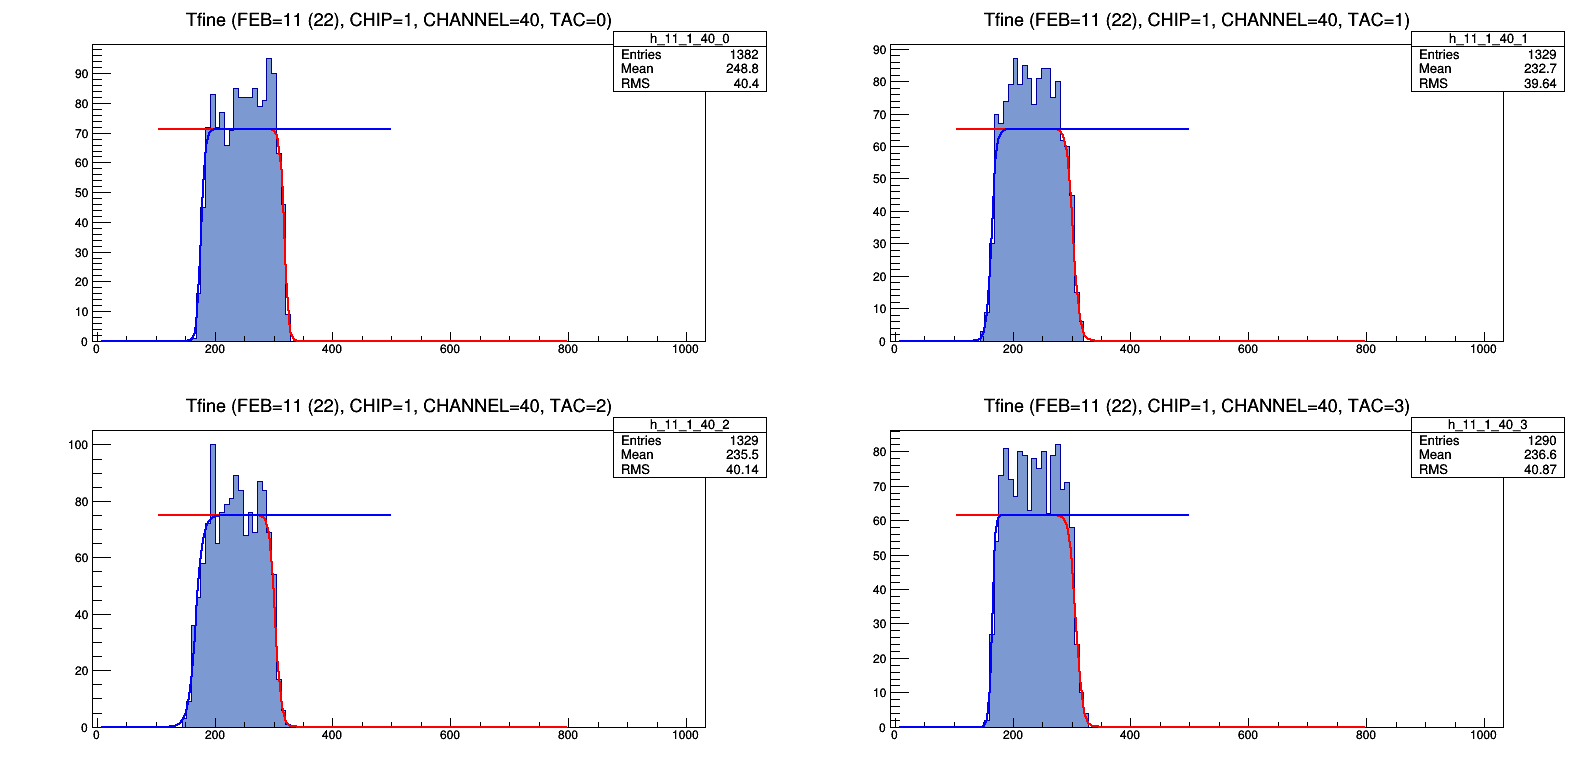 Tfine (FEB=11 (22), CHIP=1, CHANNEL=40, TAC=0)
h_11_1_40_0
Entries 1382
Mean 248.8
RMS 40.4
90
80
70
60
50
40
30
20
10
0
0 200 400 600 800 1000
Tfine (FEB=11 (22), CHIP=1, CHANNEL=40, TAC=1)
h_11_1_40_1
Entries 1329
Mean 232.7
RMS 39.64
90
80
70
60
50
40
30
20
10
0
0 200 400 600 800 1000
Tfine (FEB=11 (22), CHIP=1, CHANNEL=40, TAC=2)
h_11_1_40_2
Entries 1329
Mean 235.5
RMS 40.14
100
80
60
40
20
0
0 200 400 600 800 1000
Tfine (FEB=11 (22), CHIP=1, CHANNEL=40, TAC=3)
h_11_1_40_3
Entries 1290
Mean 236.6
RMS 40.87
80
70
60
50
40
30
20
10
0
0 200 400 600 800 1000